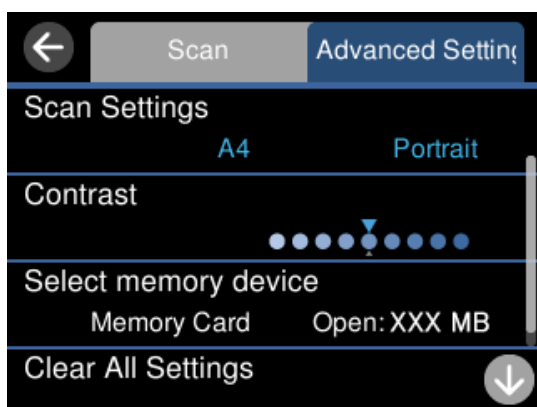 Scan
Advanced Setting
Scan Settings
A4 Portrait
Contrast
Select memory device
Memory Card Open: XXX MB
Clear All Settings